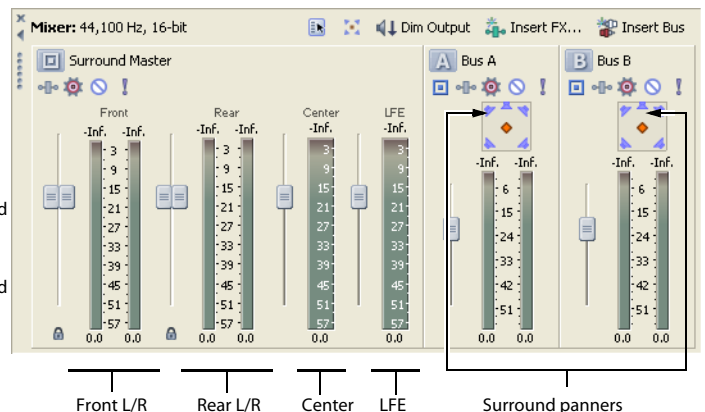 Mixer: 44,100 Hz, 16-bit
Dim Output
Insert FX...
Insert Bus
Surround Master
A Bus A
B Bus B
Front Rear Center LFE
-Inf. -Inf. -Inf. -Inf. -Inf. -Inf. -Inf. -Inf. -Inf. -Inf.
3 3 3 3
9 9 9 9
15 15 15 15
21 21 21 21
27 27 27 27
33 33 33 33
39 39 39 39
45 45 45 45
51 51 51 51
57 57 57 57
6 6
15 15
24 24
33 33
42 42
51 51
0.0 0.0 0.0 0.0 0.0 0.0 0.0 0.0 0.0 0.0
d
d
Front L/R Rear L/R Center LFE Surround panners